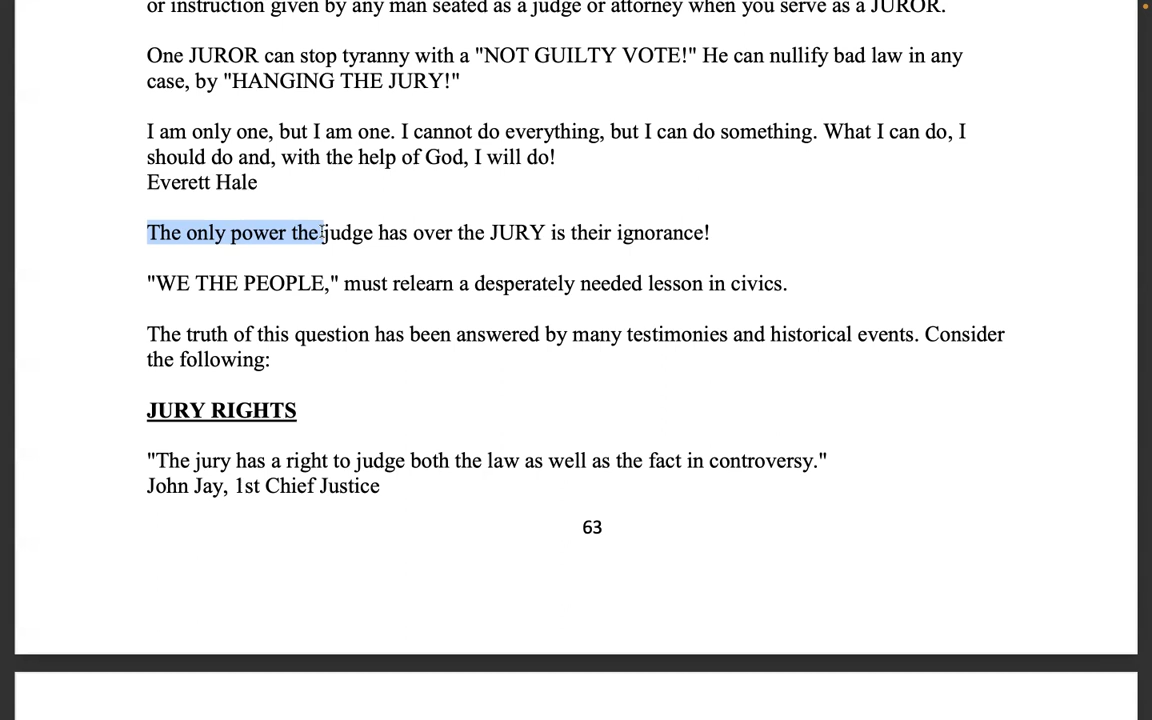 or instruction given by any man seated as a judge or attorney when you serve as a JUROR.
One JUROR can stop tyranny with a "NOT GUILTY VOTE!" He can nullify bad law in any
case, by "HANGING THE JURY!"
I am only one, but I am one. I cannot do everything, but I can do something. What I can do, I
should do and, with the help of God, I will do!
Everett Hale
The only power the judge has over the JURY is their ignorance!
"WE THE PEOPLE," must relearn a desperately needed lesson in civics.
The truth of this question has been answered by many testimonies and historical events. Consider
the following:
JURY RIGHTS
"The jury has a right to judge both the law as well as the fact in controversy."
John Jay, 1st Chief Justice
63